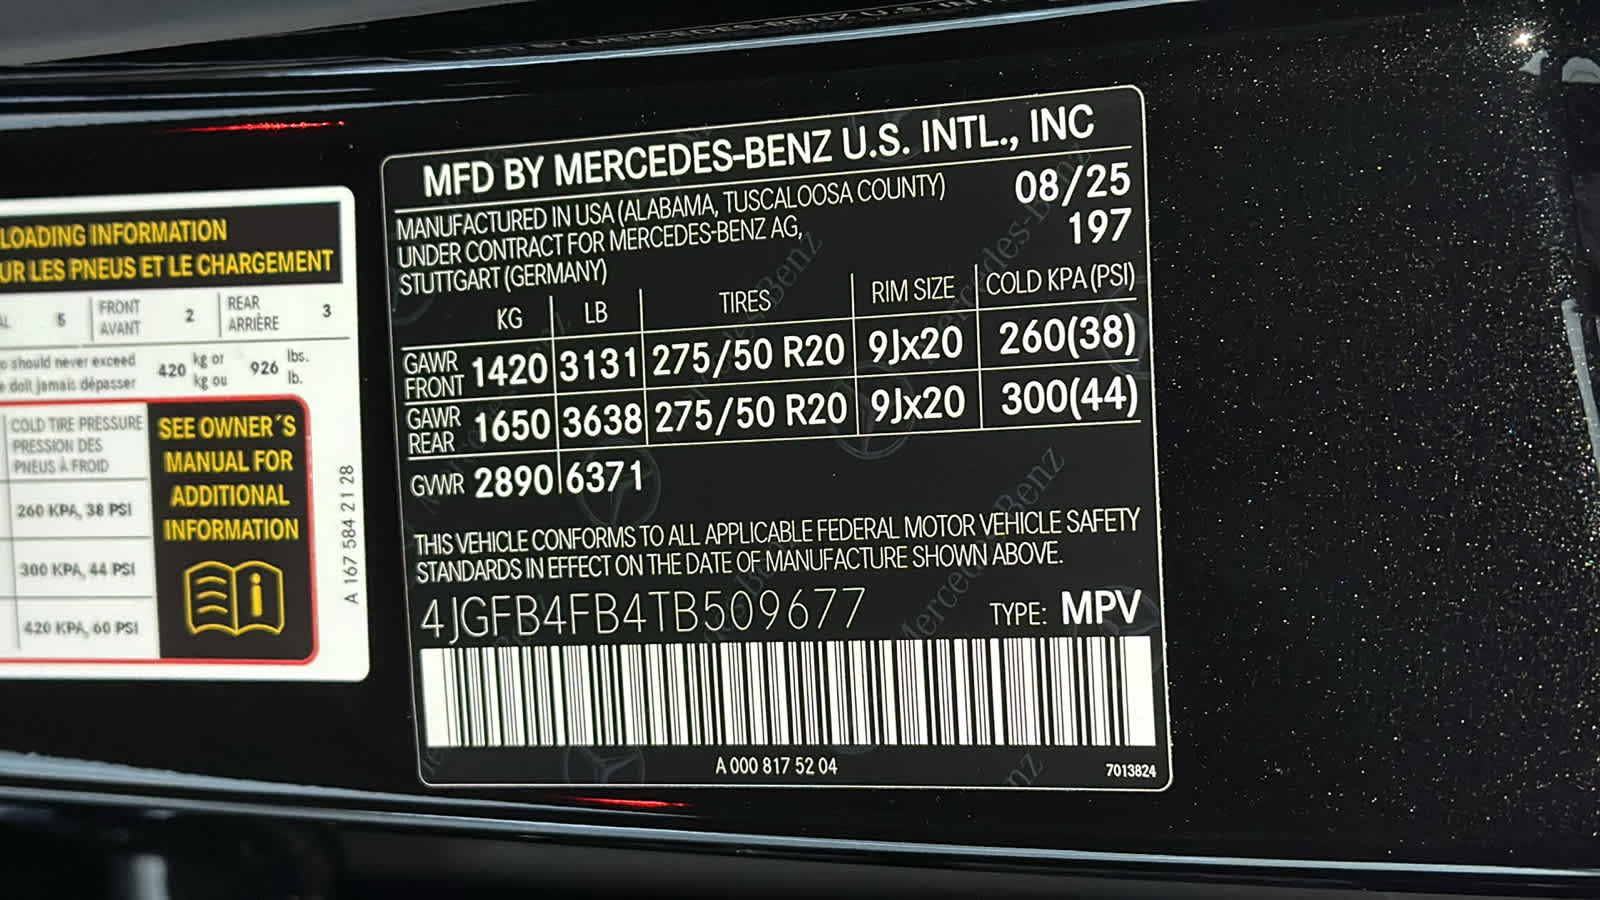 LOADING INFORMATION
UR LES PNEUS ET LE CHARGEMENT
5 FRONT AVANT 2 REAR ARRIÈRE 3
should never exceed
doit jamais dépasser
420 kg or kg ou 926 lbs. lb.
COLD TIRE PRESSURE
PRESSION DES
PNEUS À FROID
260 KPA, 38 PSI
300 KPA, 44 PSI
420 KPA, 60 PSI
SEE OWNER´S
MANUAL FOR
ADDITIONAL
INFORMATION
A 167 584 21 28
MFD BY MERCEDES-BENZ U.S. INTL., INC
MANUFACTURED IN USA (ALABAMA, TUSCALOOSA COUNTY) 08/25
UNDER CONTRACT FOR MERCEDES-BENZ AG, 197
STUTTGART (GERMANY)
KG LB TIRES RIM SIZE COLD KPA (PSI)
GAWR FRONT 1420 3131 275/50 R20 9Jx20 260(38)
GAWR REAR 1650 3638 275/50 R20 9Jx20 300(44)
GVWR 2890 6371
THIS VEHICLE CONFORMS TO ALL APPLICABLE FEDERAL MOTOR VEHICLE SAFETY
STANDARDS IN EFFECT ON THE DATE OF MANUFACTURE SHOWN ABOVE.
4JGFB4FB4TB509677 TYPE: MPV
A 000 817 52 04
7013824